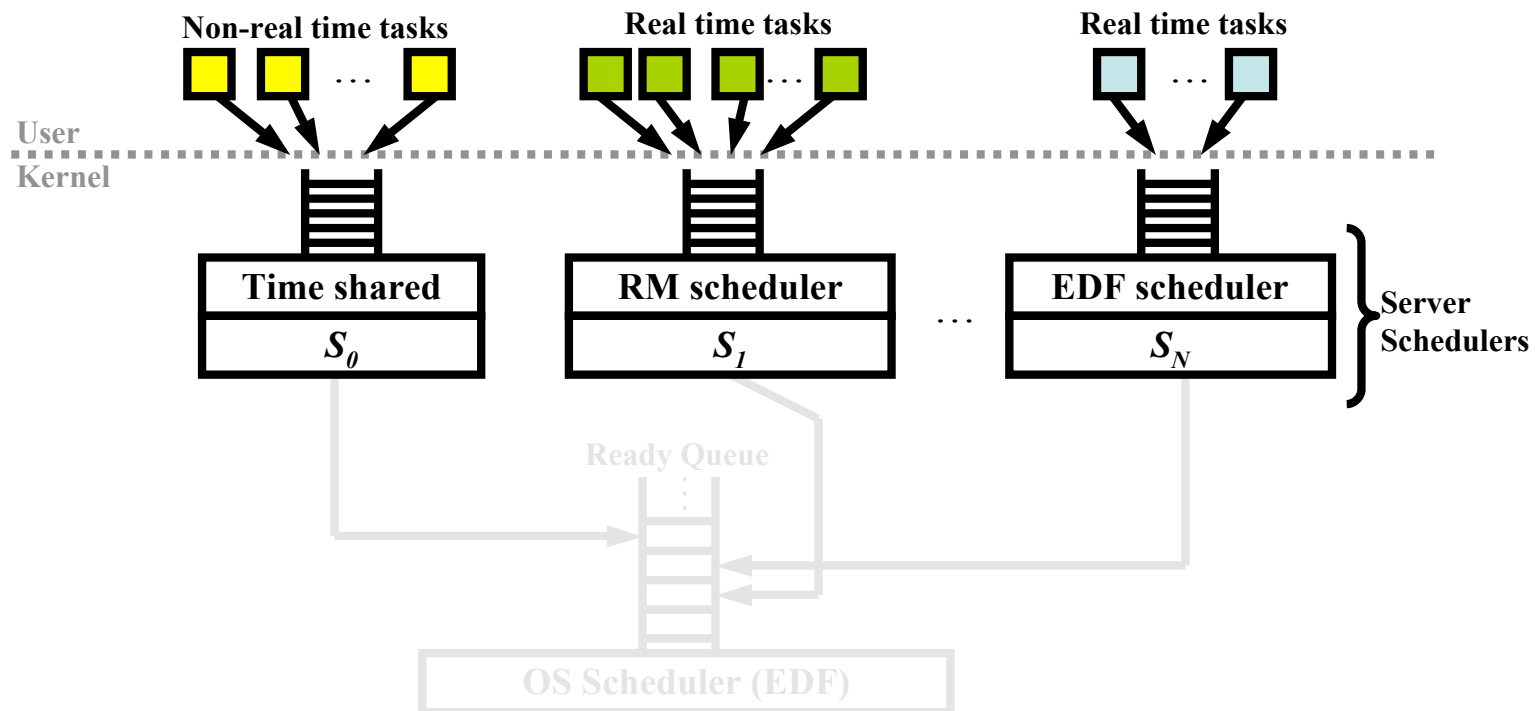 Non-real time tasks
Real time tasks
Real time tasks
...
...
...
User
Kernel
Time shared
RM scheduler
EDF scheduler
S0
S1
...
SN
Server
Schedulers
Ready Queue
OS Scheduler (EDF)